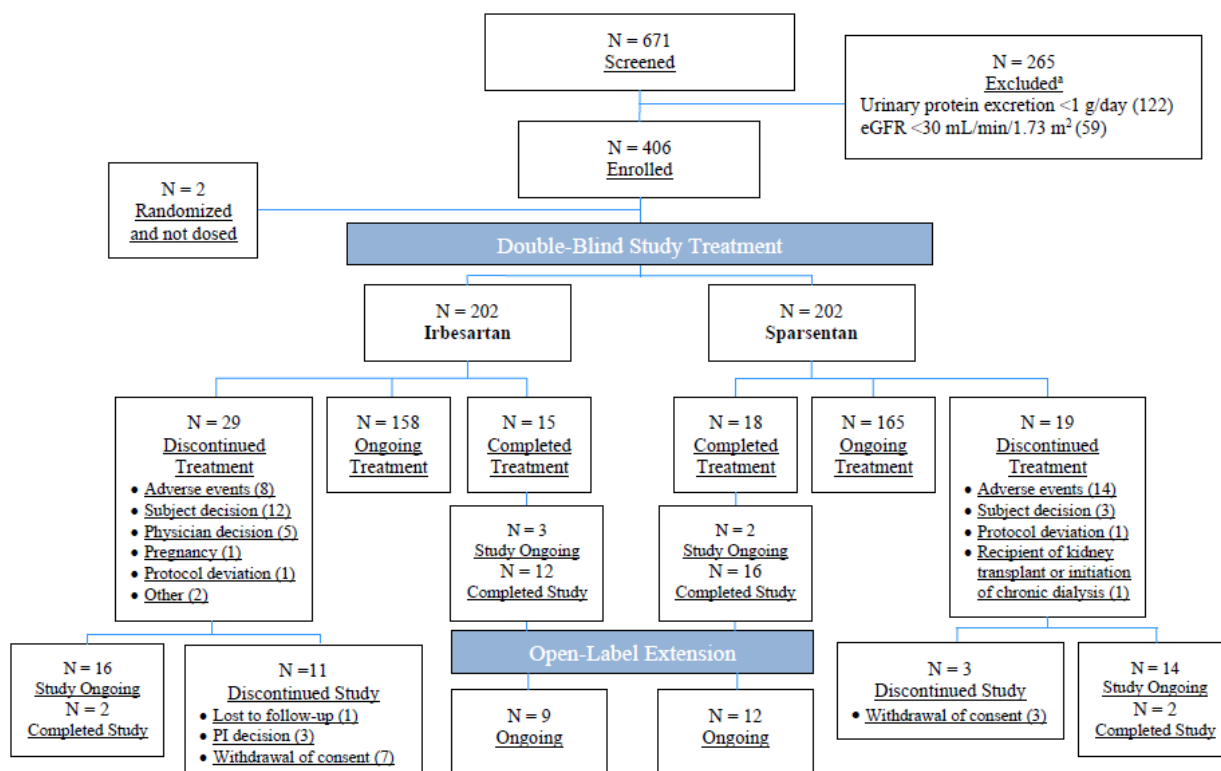 N = 671
Screened
N = 265
Excludedª
Urinary protein excretion <1 g/day (122)
eGFR <30 mL/min/1.73 m² (59)
N = 406
Enrolled
N = 2
Randomized
and not dosed
Double-Blind Study Treatment
N = 202
Irbesartan
N = 202
Sparsentan
N = 29
Discontinued
Treatment
• Adverse events (8)
• Subject decision (12)
• Physician decision (5)
• Pregnancy (1)
• Protocol deviation (1)
• Other (2)
N = 158
Ongoing
Treatment
N = 15
Completed
Treatment
N = 18
Completed
Treatment
N = 165
Ongoing
Treatment
N = 19
Discontinued
Treatment
• Adverse events (14)
• Subject decision (3)
• Protocol deviation (1)
• Recipient of kidney
transplant or initiation
of chronic dialysis (1)
N = 3
Study Ongoing
N = 12
Completed Study
N = 2
Study Ongoing
N = 16
Completed Study
Open-Label Extension
N = 16
Study Ongoing
N = 2
Completed Study
N =11
Discontinued Study
• Lost to follow-up (1)
• PI decision (3)
• Withdrawal of consent (7)
N = 9
Ongoing
N = 12
Ongoing
N = 3
Discontinued Study
• Withdrawal of consent (3)
N = 14
Study Ongoing
N = 2
Completed Study